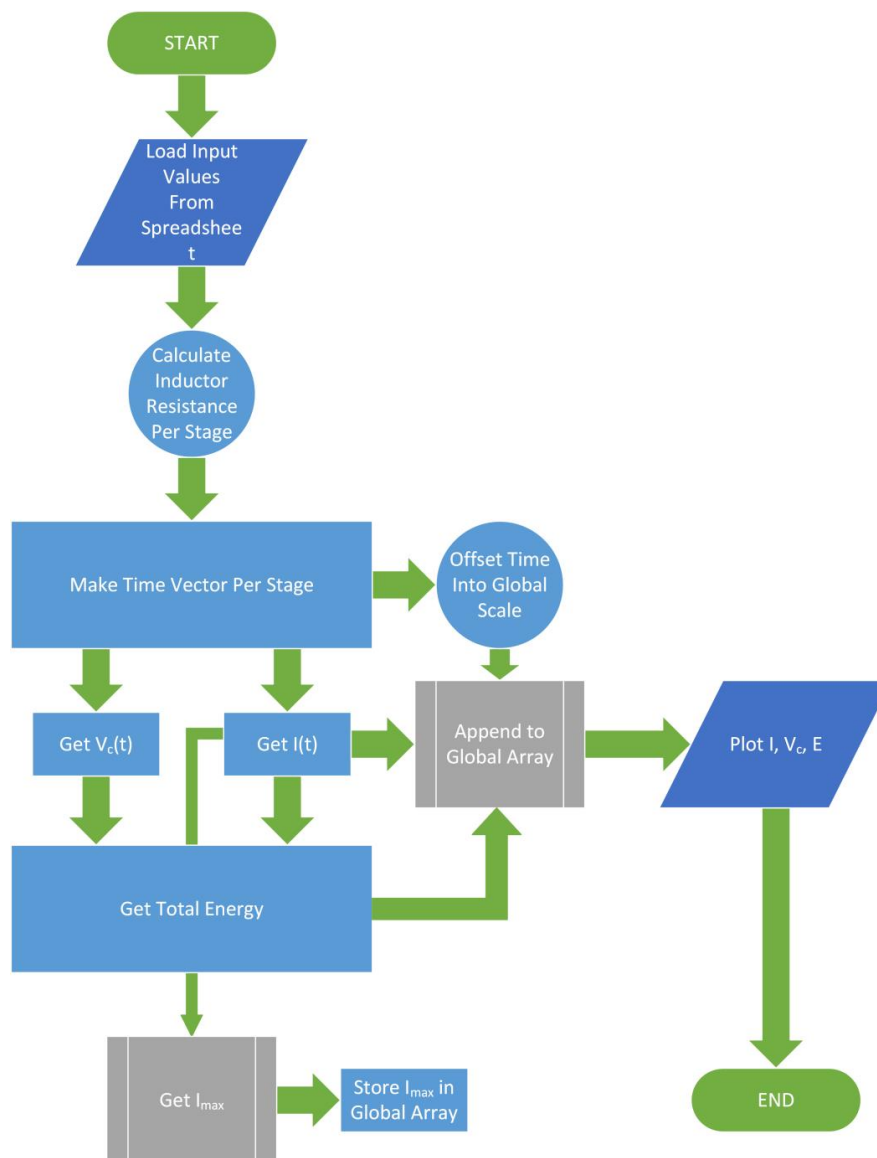 START
Load Input
Values
From
Spreadshee
t
Calculate
Inductor
Resistance
Per Stage
Make Time Vector Per Stage
Offset Time
Into Global
Scale
Get Vc(t)
Get I(t)
Append to
Global Array
Plot I, Vc, E
Get Total Energy
Get Imax
Store Imax in
Global Array
END